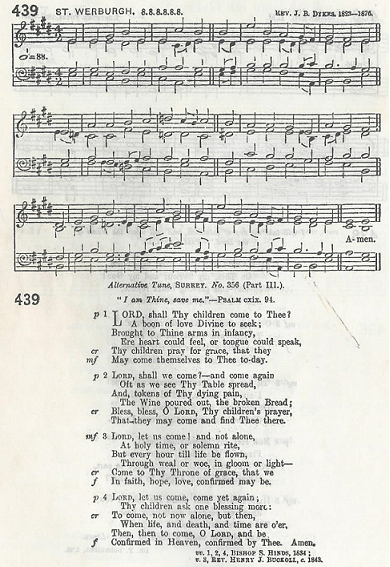 439 ST. WERBURGH. 8.8.8.8.8.8. REV. J. B. DYKES, 1823—1876.
=88.
A-men.
Alternative Tune, SURREY. No. 356 (Part III.).
439 "I am Thine, save me."—PSALM cxix. 94.
p 1 LORD, shall Thy children come to Thee?
A boon of love Divine to seek;
Brought to Thine arms in infancy,
Ere heart could feel, or tongue could speak,
cr Thy children pray for grace, that they
mf May come themselves to Thee to-day.
p 2 LORD, shall we come?—and come again
Oft as we see Thy Table spread,
And, tokens of Thy dying pain,
The Wine poured out, the broken Bread;
cr Bless, bless, O LORD, Thy children's prayer,
That they may come and find Thee there.
mf 3 LORD, let us come! and not alone,
At holy time, or solemn rite,
But every hour till life be flown,
Through weal or woe, in gloom or light—
cr Come to Thy Throne of grace, that we
f In faith, hope, love, confirmed may be.
p 4 LORD, let us come, come yet again;
Thy children ask one blessing more:
cr To come, not now alone, but then,
When life, and death, and time are o'er,
Then, then to come, O LORD, and be
f Confirmed in Heaven, confirmed by Thee. Amen.
vv. 1, 2, 4, BISHOP S. HINDS, 1834;
v. 3, REV. HENRY J. BUCKOLL, c. 1843.